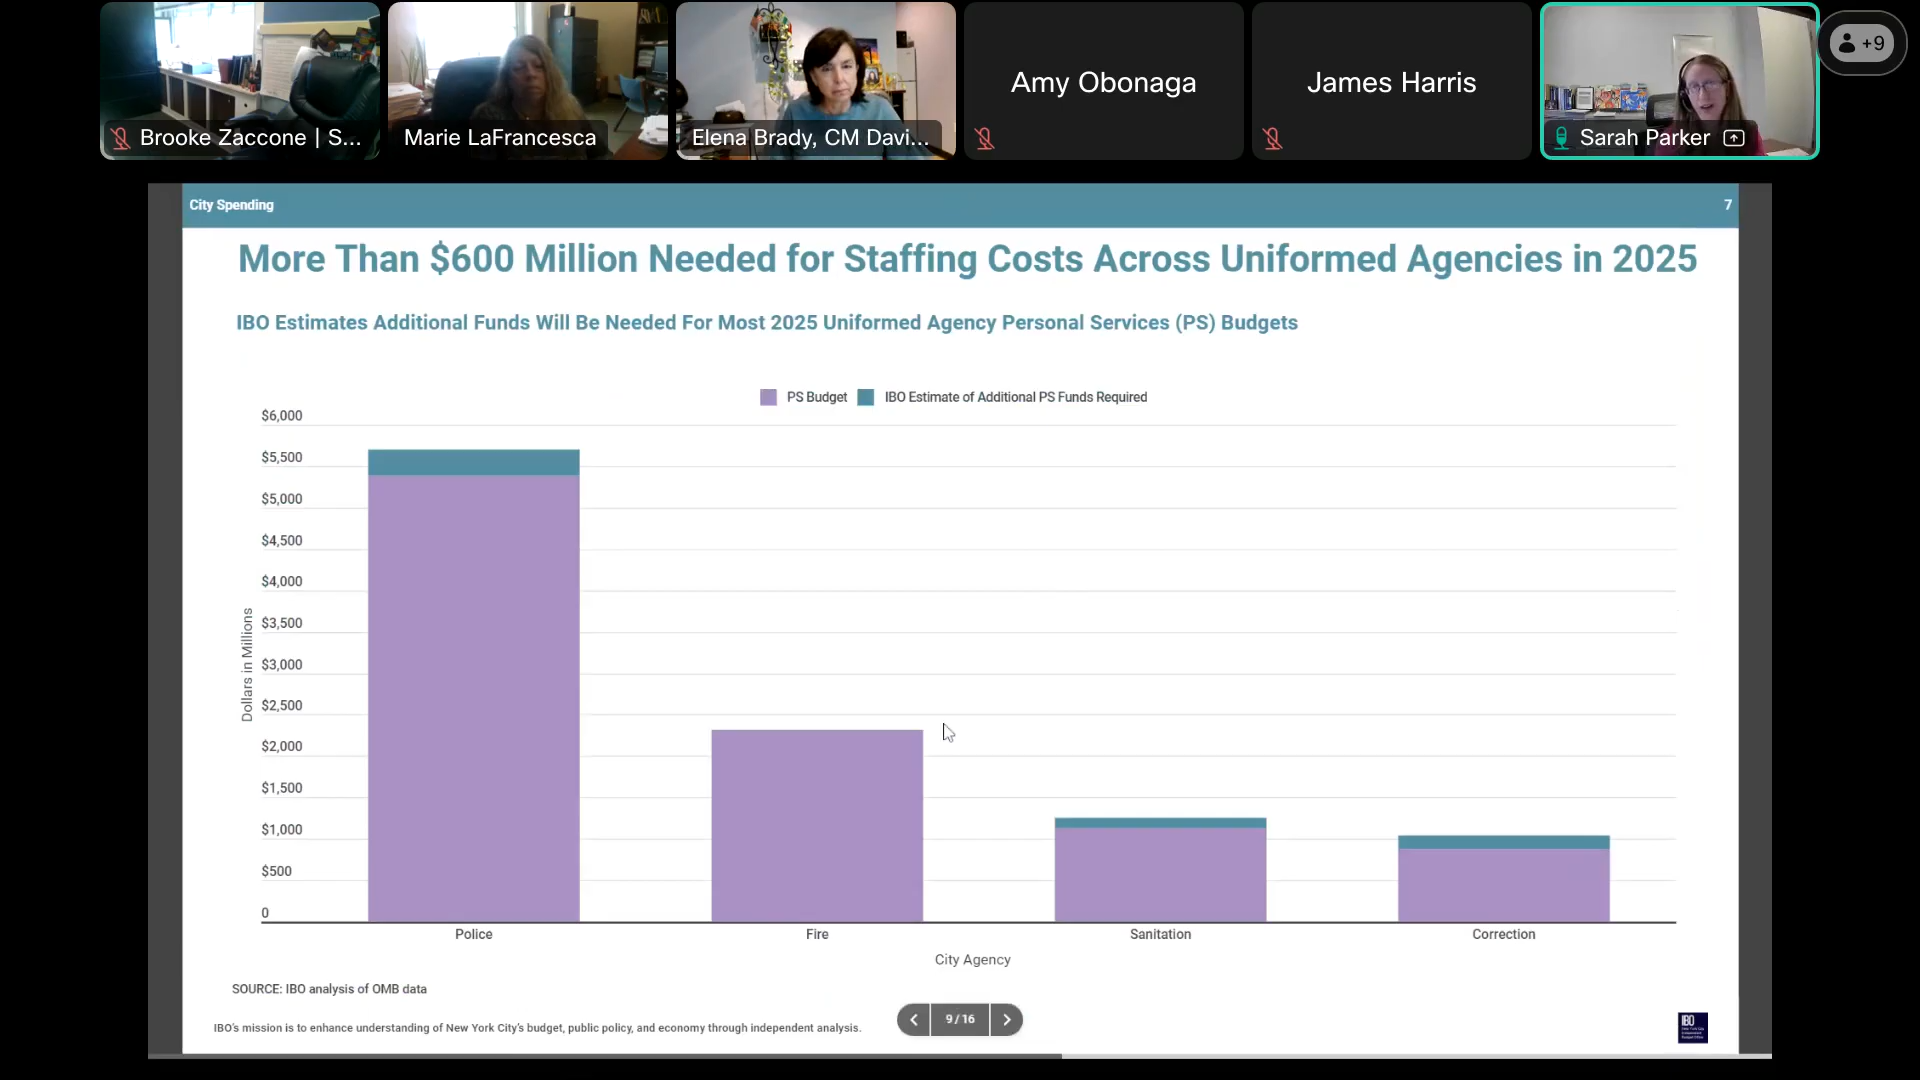 Brooke Zaccone | S...
Marie LaFrancesca
Elena Brady, CM Davi...
Amy Obonaga
James Harris
Sarah Parker
+9
City Spending
7
More Than $600 Million Needed for Staffing Costs Across Uniformed Agencies in 2025
IBO Estimates Additional Funds Will Be Needed For Most 2025 Uniformed Agency Personal Services (PS) Budgets
PS Budget
IBO Estimate of Additional PS Funds Required
$6,000
$5,500
$5,000
$4,500
$4,000
$3,500
$3,000
$2,500
$2,000
$1,500
$1,000
$500
0
Dollars in Millions
Police
Fire
Sanitation
Correction
City Agency
SOURCE: IBO analysis of OMB data
IBO's mission is to enhance understanding of New York City's budget, public policy, and economy through independent analysis.
9 / 16
IBO